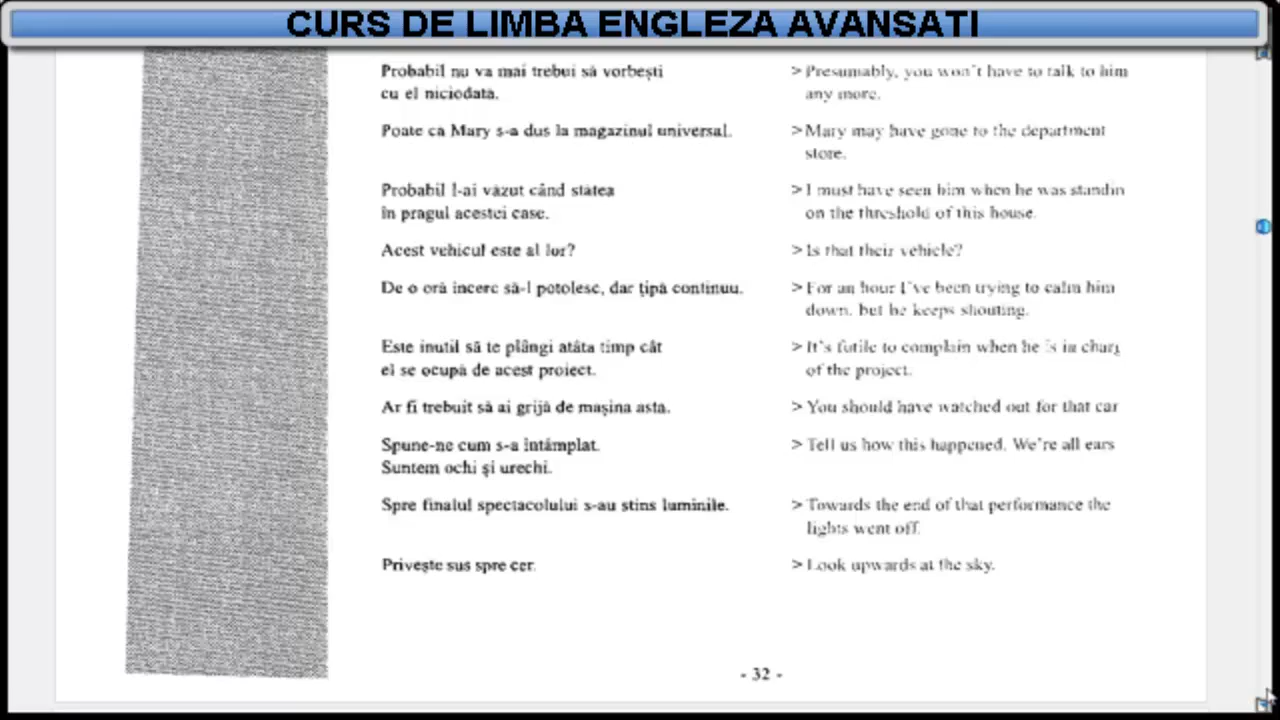 CURS DE LIMBA ENGLEZA AVANSATI
Probabil nu va mai trebui să vorbeşti
cu el niciodată.
> Presumably, you won't have to talk to him
any more.
Poate că Mary s-a dus la magazinul universal.
> Mary may have gone to the department
store.
Probabil l-ai văzut când stătea
în pragul acestei case.
> I must have seen him when he was standin
on the threshold of this house.
Acest vehicul este al lor?
> Is that their vehicle?
De o oră încerc să-l potolesc, dar ţipă continuu.
> For an hour I've been trying to calm him
down, but he keeps shouting.
Este inutil să te plângi atâta timp cât
el se ocupă de acest proiect.
> It's futile to complain when he is in charg
of the project.
Ar fi trebuit să ai grijă de maşina asta.
> You should have watched out for that car
Spune-ne cum s-a întâmplat.
Suntem ochi şi urechi.
> Tell us how this happened. We're all ears
Spre finalul spectacolului s-au stins luminile.
> Towards the end of that performance the
lights went off.
Priveşte sus spre cer.
> Look upwards at the sky.
- 32 -